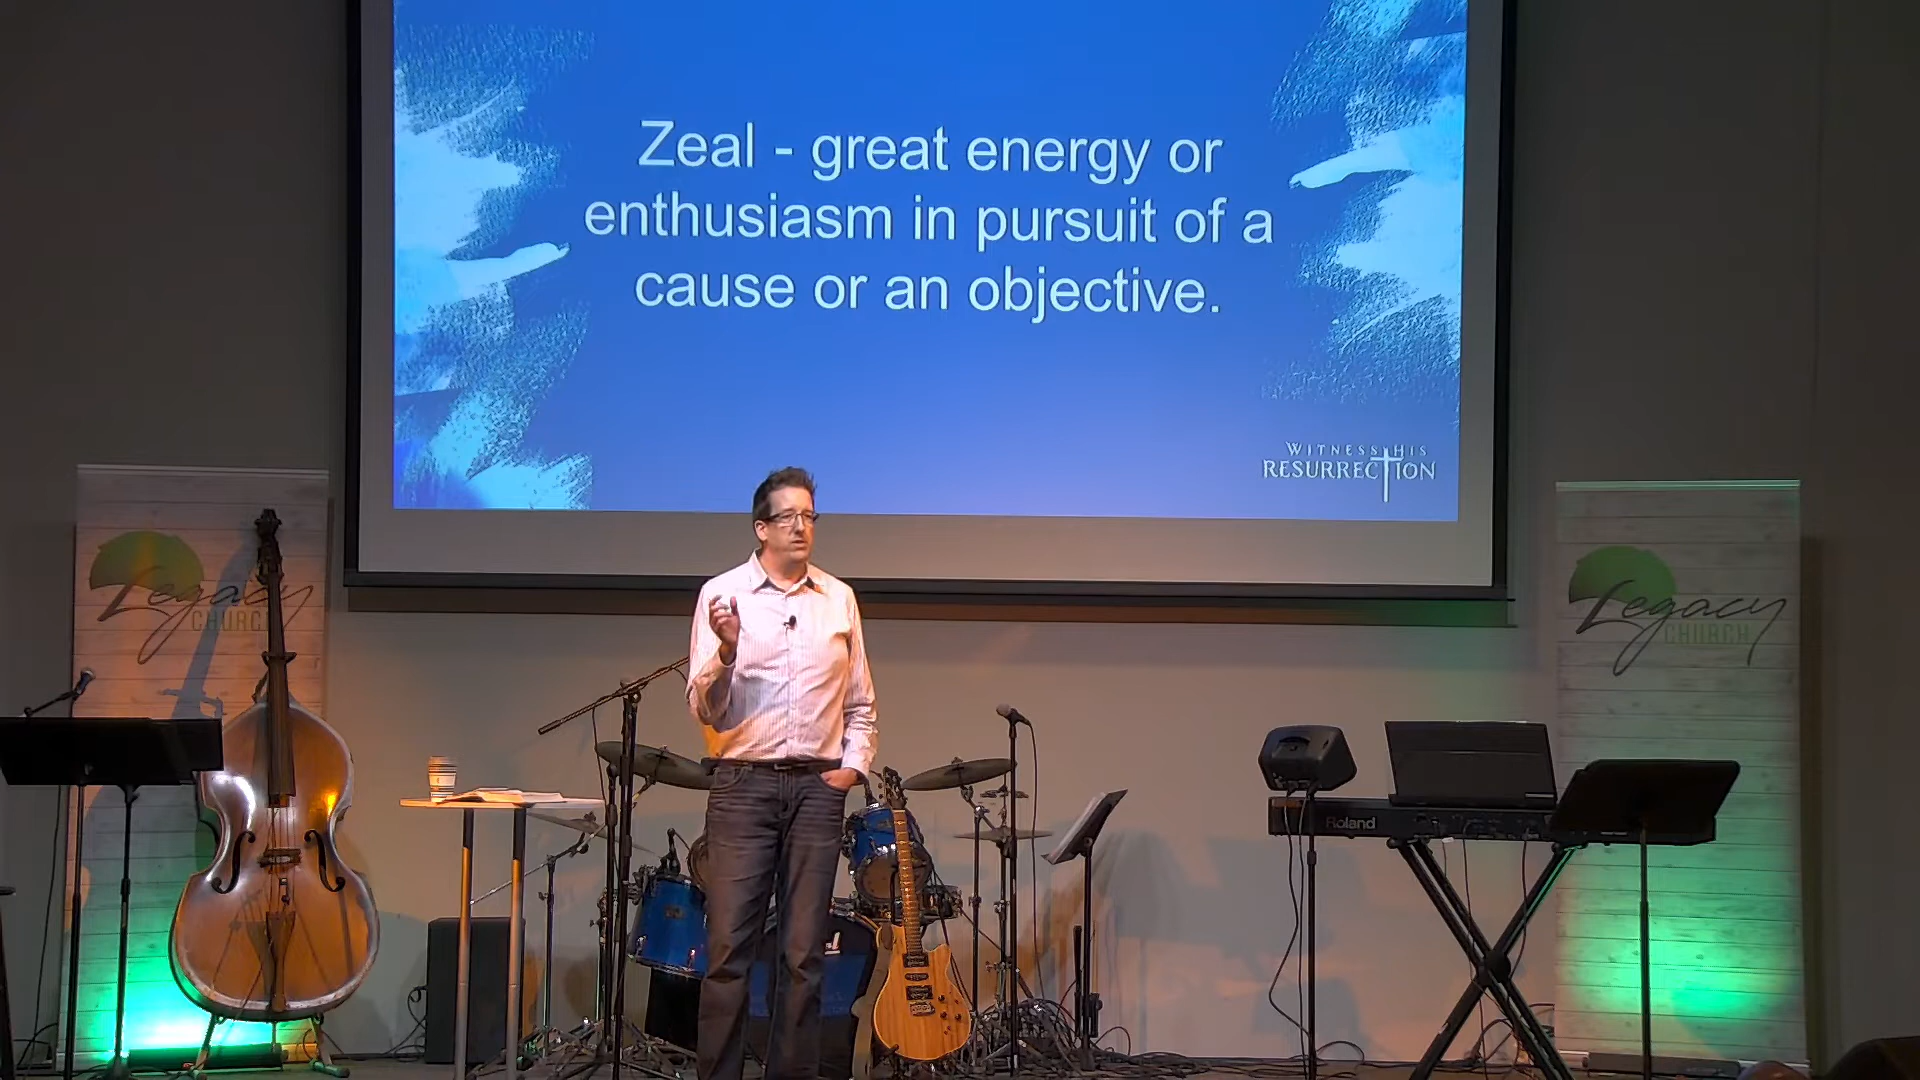 Zeal - great energy or
enthusiasm in pursuit of a
cause or an objective.
WITNESS HIS
RESURRECTION
Legacy
CHURCH
Legacy
CHURCH
Roland